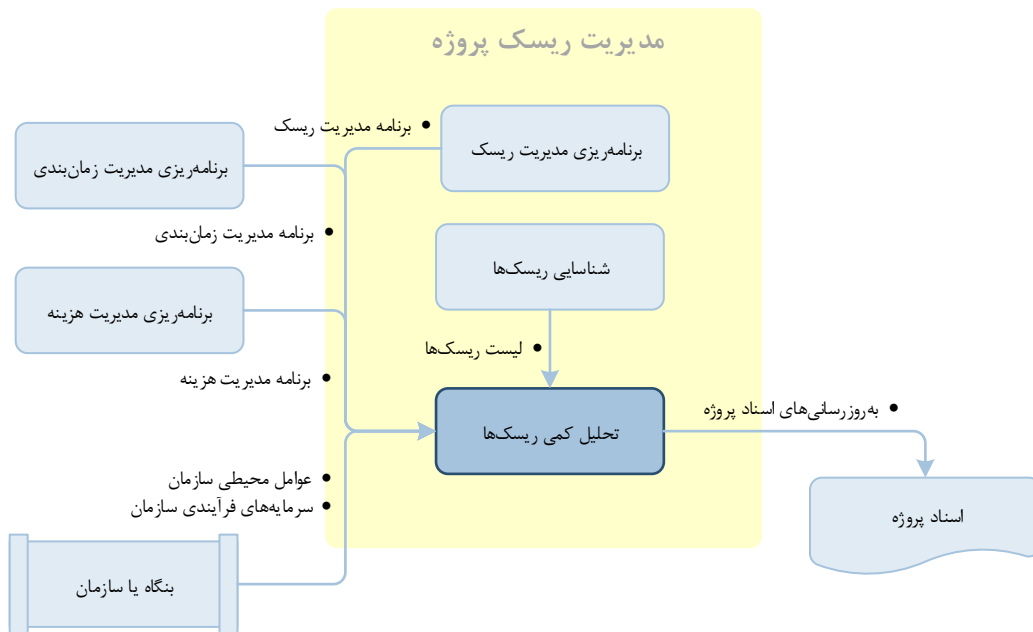 مدیریت ریسک پروژه
برنامه مدیریت ریسک
برنامه‌ریزی مدیریت ریسک
برنامه‌ریزی مدیریت زمان‌بندی
• برنامه مدیریت زمان‌بندی
شناسایی ریسک‌ها
برنامه‌ریزی مدیریت هزینه
• لیست ریسک‌ها
• برنامه مدیریت هزینه
• به‌روزرسانی‌های اسناد پروژه
تحلیل کمی ریسک‌ها
• عوامل محیطی سازمان
• سرمایه‌های فرآیندی سازمان
اسناد پروژه
بنگاه یا سازمان